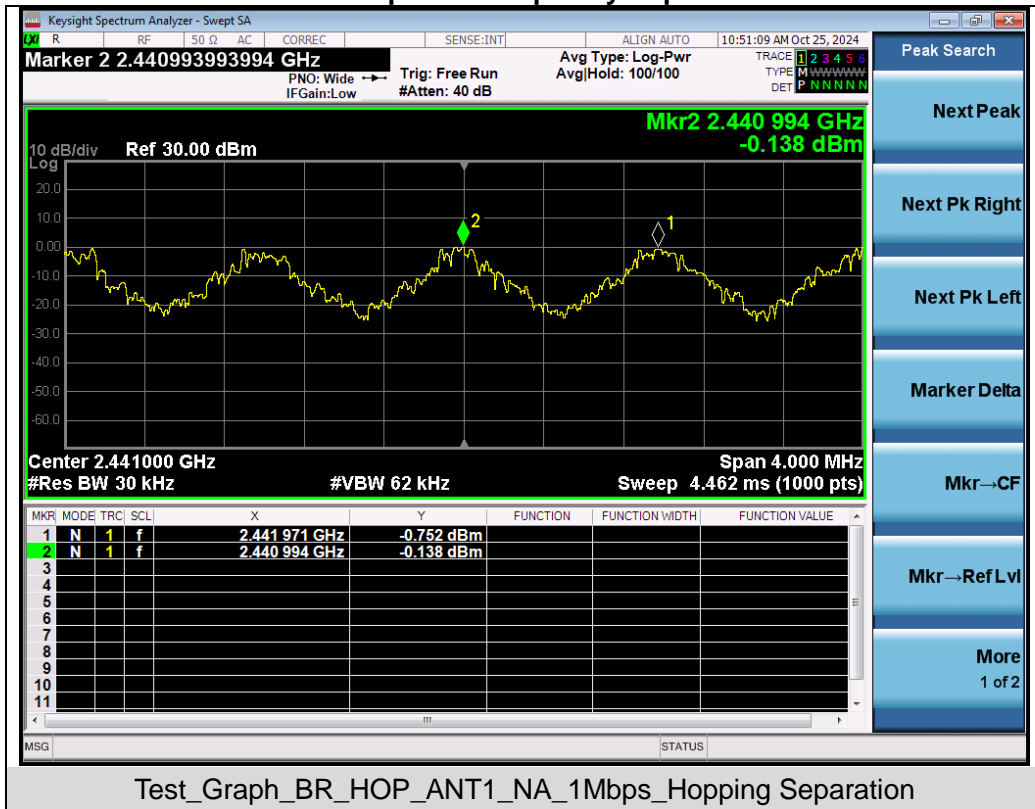 Keysight Spectrum Analyzer - Swept SA
LXI R RF 50 Ω AC CORREC SENSE:INT ALIGN AUTO 10:51:09 AM Oct 25, 2024
Marker 2 2.440993993994 GHz
PNO: Wide
IFGain:Low
Trig: Free Run
#Atten: 40 dB
Avg Type: Log-Pwr
Avg|Hold: 100/100
TRACE 1 2 3 4 5 6
TYPE M WWWWW
DET P N N N N N
Mkr2 2.440 994 GHz
-0.138 dBm
10 dB/div Ref 30.00 dBm
Log
20.0
10.0
0.00
-10.0
-20.0
-30.0
-40.0
-50.0
-60.0
2
1
Center 2.441000 GHz Span 4.000 MHz
#Res BW 30 kHz #VBW 62 kHz Sweep 4.462 ms (1000 pts)
MKR MODE TRC SCL X Y FUNCTION FUNCTION WIDTH FUNCTION VALUE
1 N 1 f 2.441 971 GHz -0.752 dBm
2 N 1 f 2.440 994 GHz -0.138 dBm
3
4
5
6
7
8
9
10
11
MSG STATUS
Peak Search
Next Peak
Next Pk Right
Next Pk Left
Marker Delta
Mkr→CF
Mkr→Ref Lvl
More
1 of 2
Test_Graph_BR_HOP_ANT1_NA_1Mbps_Hopping Separation